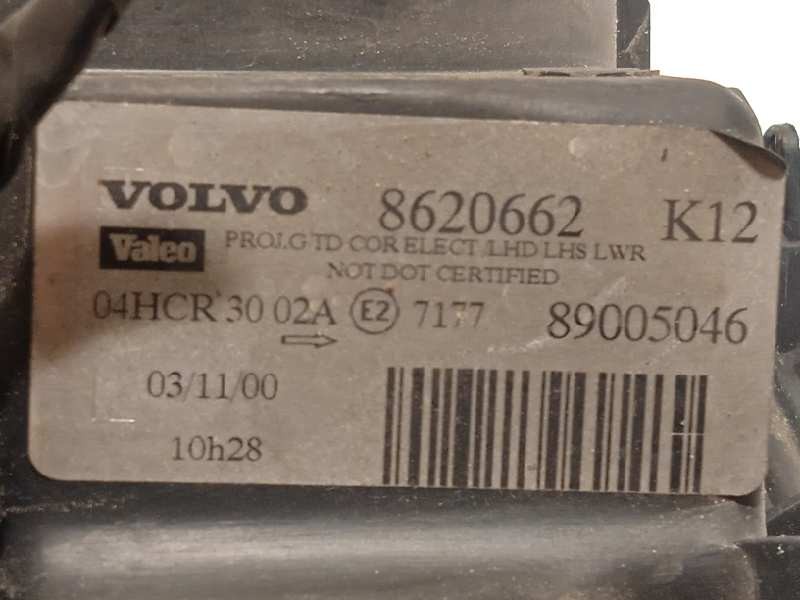 VOLVO 8620662 K12
Valeo PROJ.G TD COR ELECT /LHD LHS LWR
NOT DOT CERTIFIED
04HCR 30 02A E2 7177 89005046
03/11/00
10h28